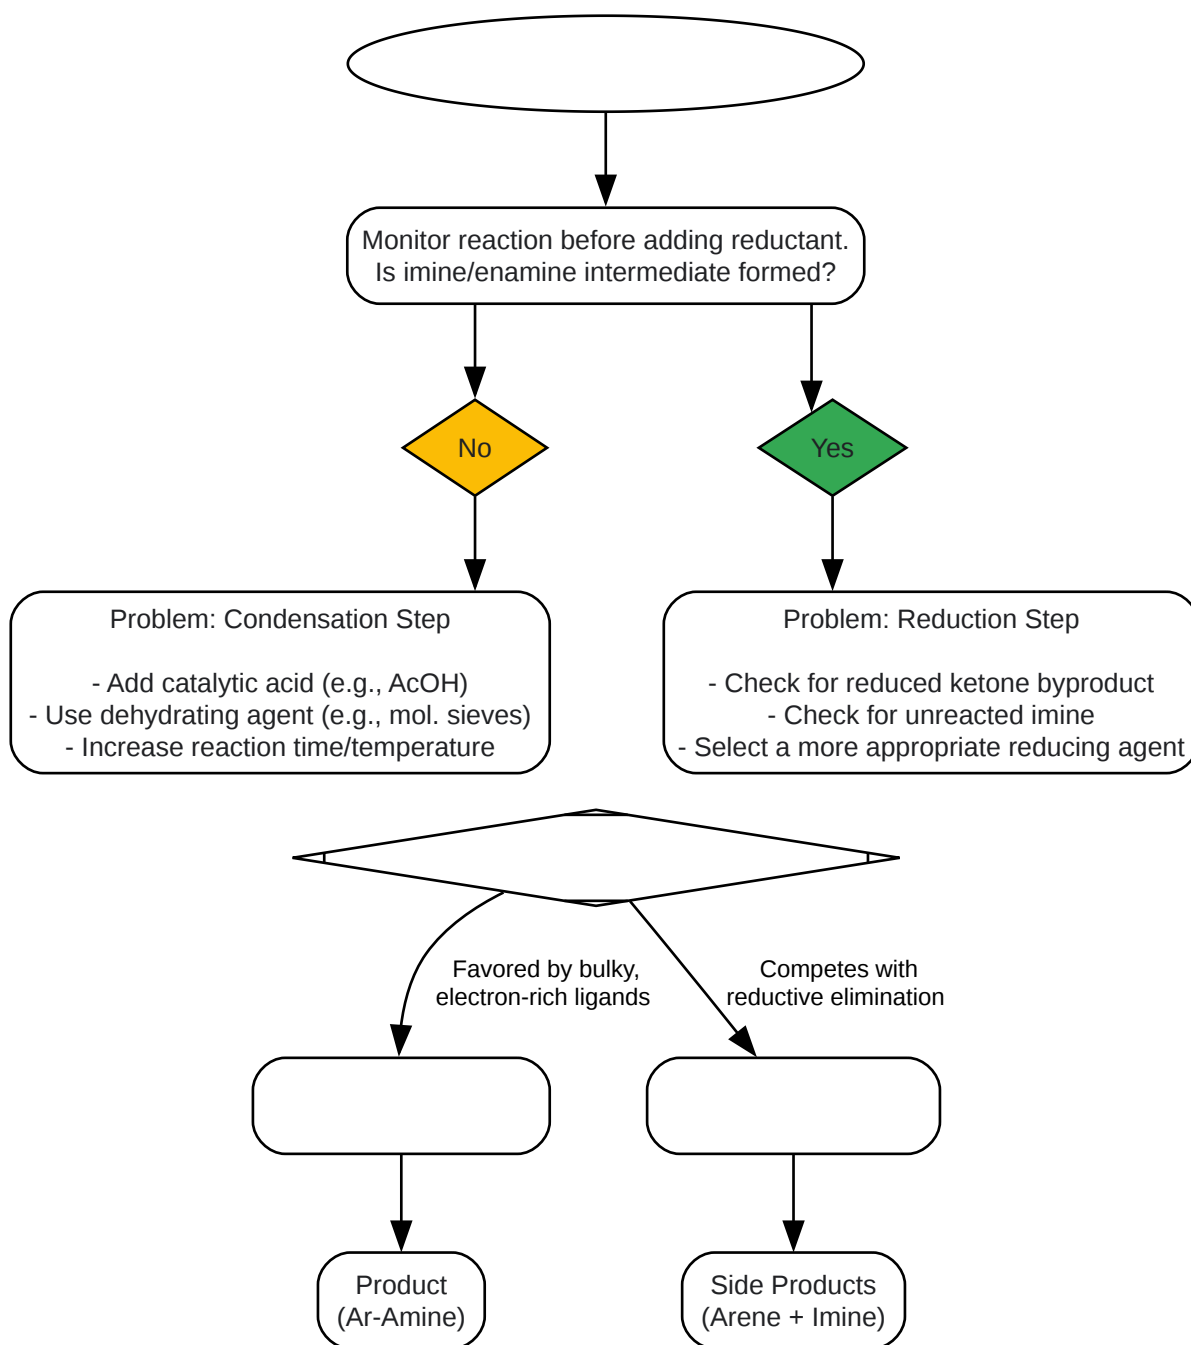 Monitor reaction before adding reductant.
Is imine/enamine intermediate formed?
No
Yes
Problem: Condensation Step
- Add catalytic acid (e.g., AcOH)
- Use dehydrating agent (e.g., mol. sieves)
- Increase reaction time/temperature
Problem: Reduction Step
- Check for reduced ketone byproduct
- Check for unreacted imine
- Select a more appropriate reducing agent
Favored by bulky,
electron-rich ligands
Competes with
reductive elimination
Product
(Ar-Amine)
Side Products
(Arene + Imine)